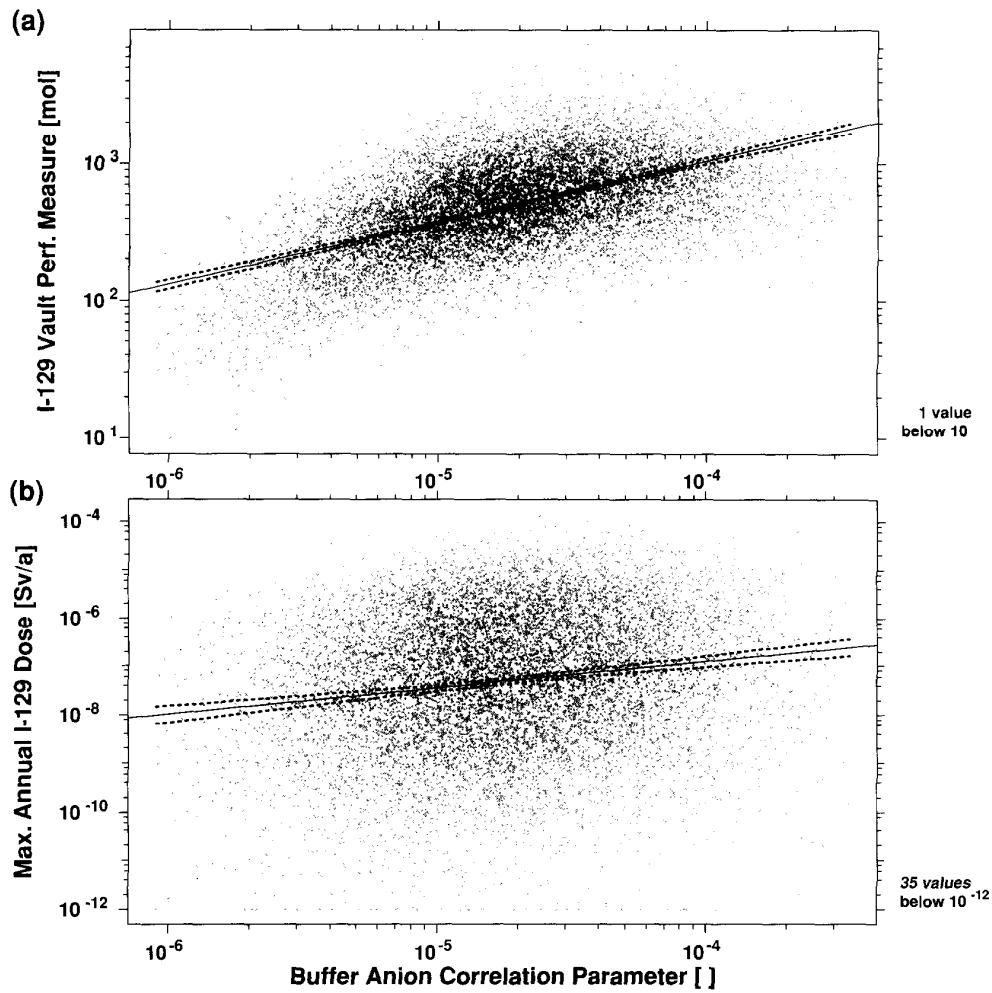 (a)
I-129 Vault Perf. Measure [mol]
10³
10²
10¹
1 value
below 10
10⁻⁶
10⁻⁵
10⁻⁴
(b)
Max. Annual I-129 Dose [Sv/a]
10⁻⁴
10⁻⁶
10⁻⁸
10⁻¹⁰
10⁻¹²
35 values
below 10⁻¹²
10⁻⁶
10⁻⁵
10⁻⁴
Buffer Anion Correlation Parameter [ ]